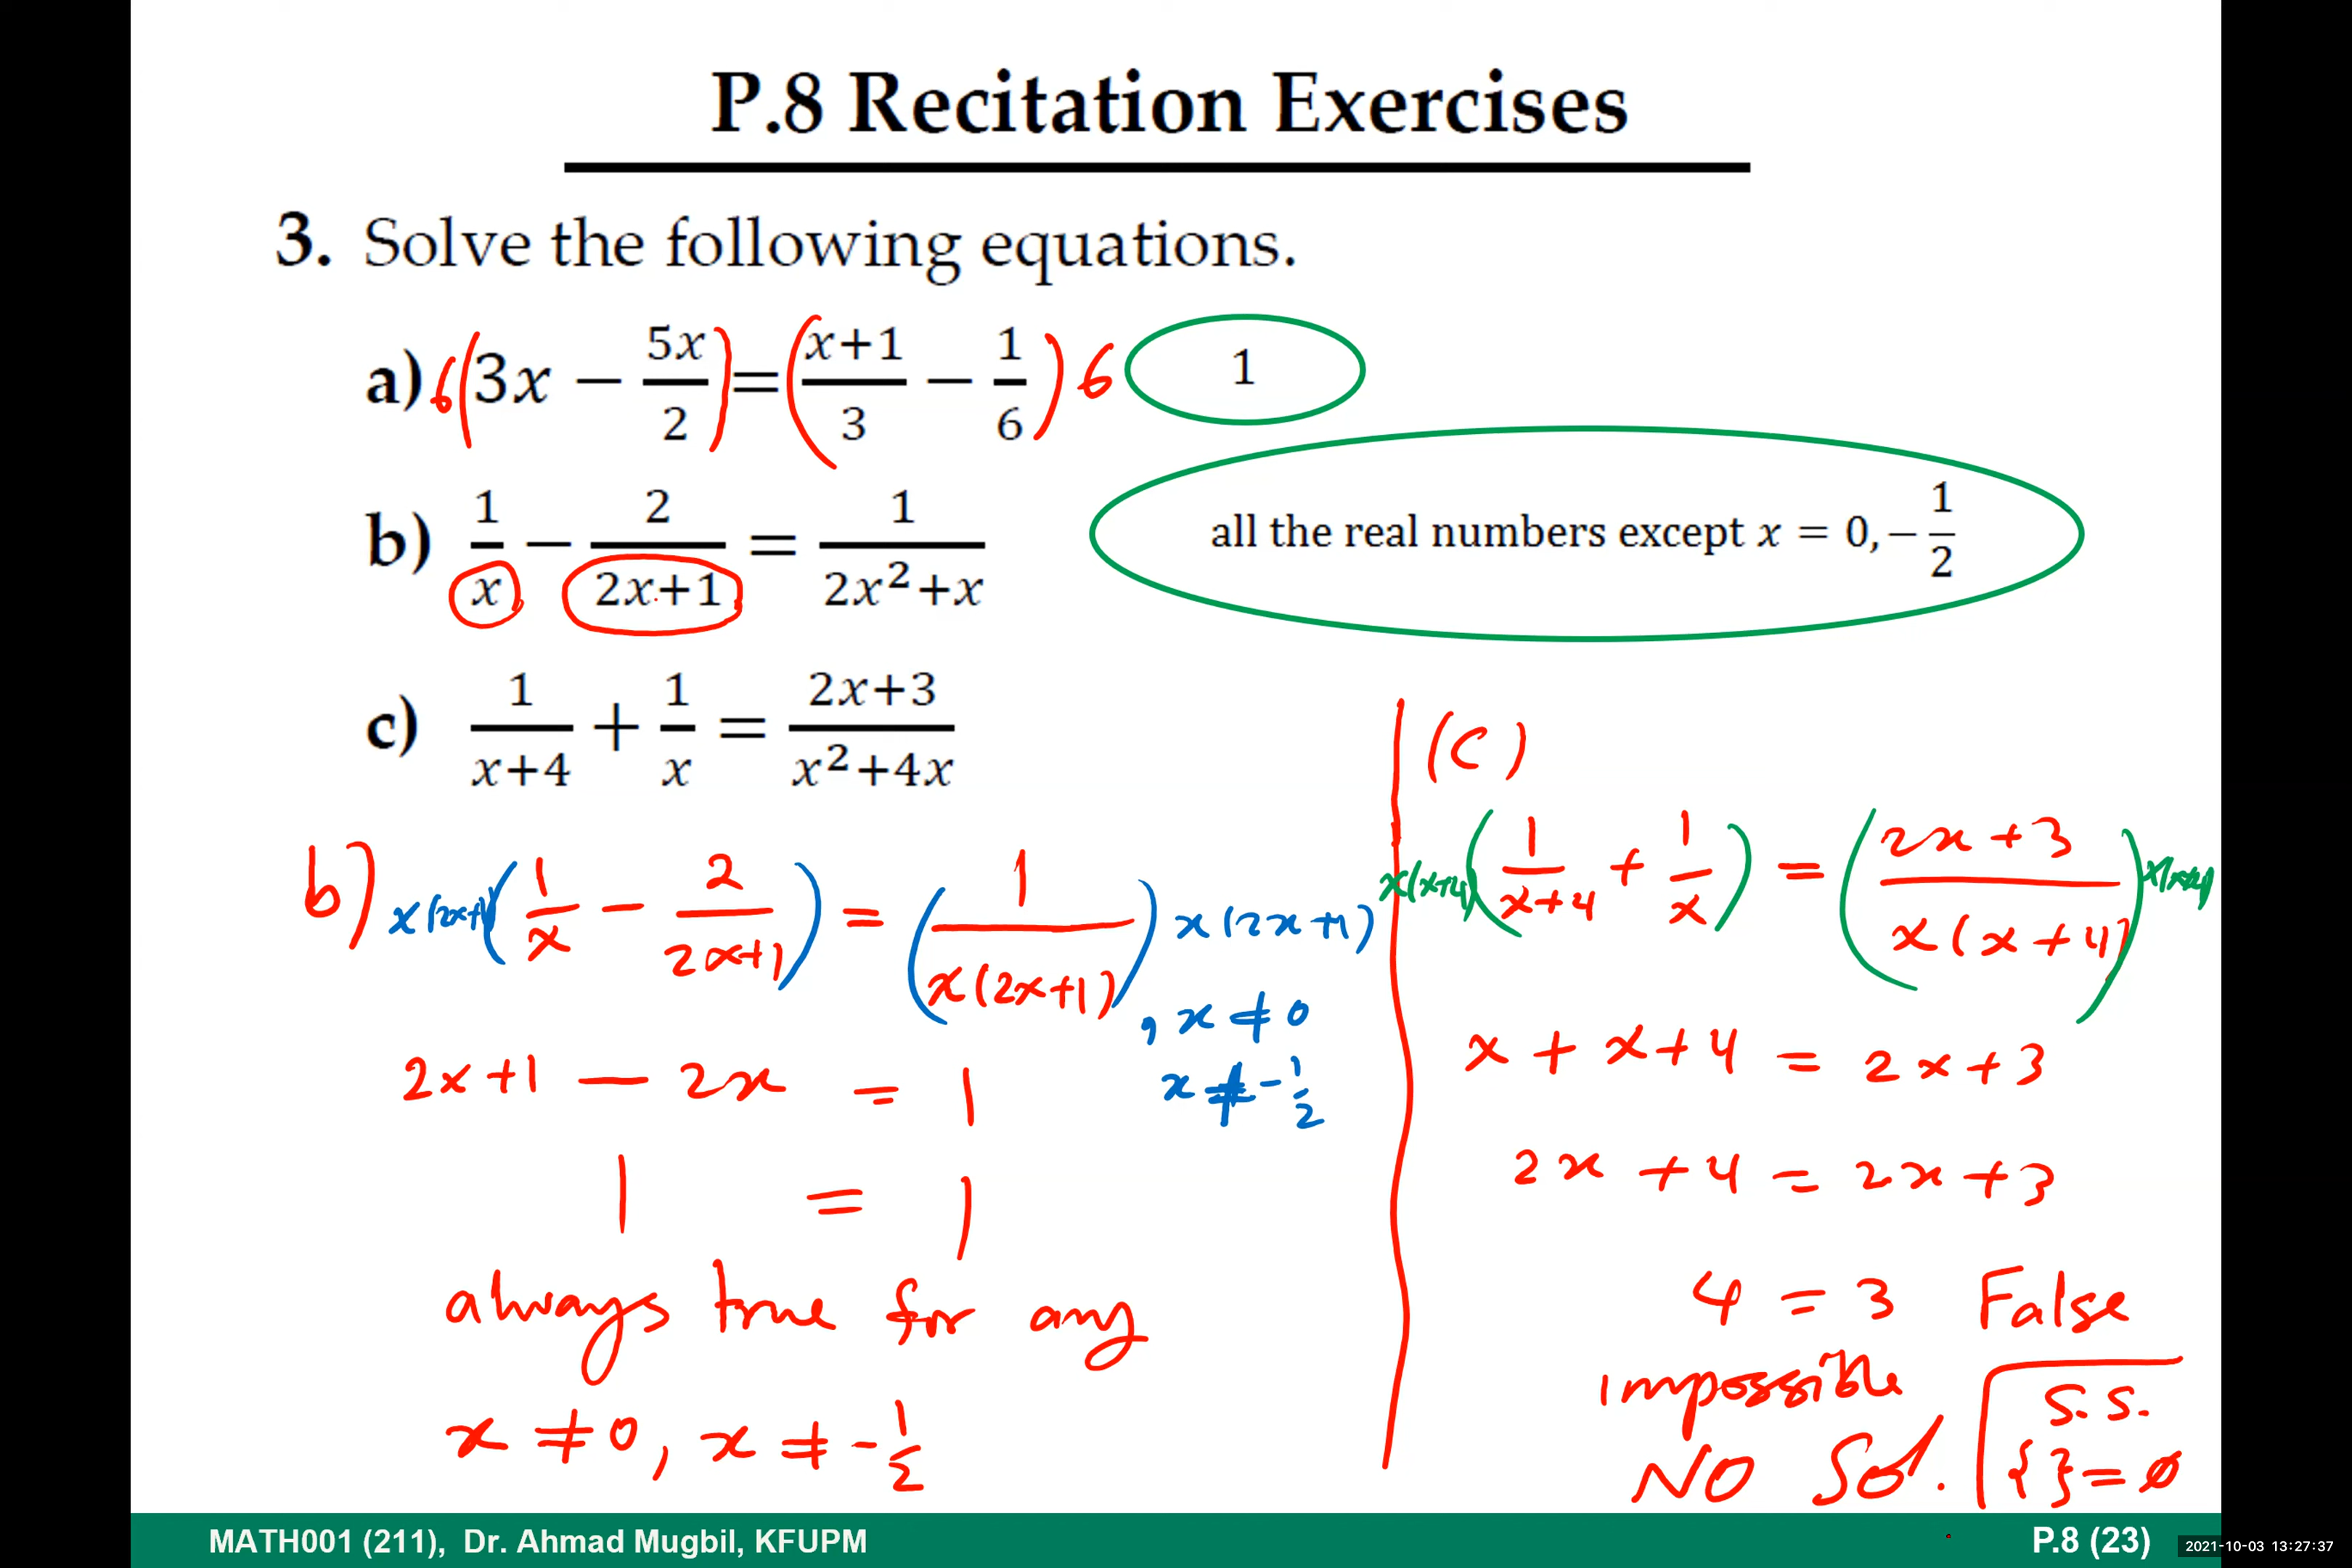 P.8 Recitation Exercises
3. Solve the following equations.
a) 6(3x − 5x/2) = (x+1/3 − 1/6)6 1
b) 1/x − 2/2x+1 = 1/2x²+x all the real numbers except x = 0, −1/2
c) 1/x+4 + 1/x = 2x+3/x²+4x
b) x(2x+1)(1/x − 2/2x+1) = (1/x(2x+1)) x(2x+1)
, x ≠ 0
x ≠ −1/2
2x+1 − 2x = 1
1 = 1
always true for any
x ≠ 0, x ≠ −1/2
(C)
x(x+4)(1/x+4 + 1/x) = (2x+3/x(x+4)) x(x+4)
x + x+4 = 2x+3
2x + 4 = 2x + 3
4 = 3 False
impossible
NO Sol.
S.S.
{ } = ø
MATH001 (211), Dr. Ahmad Mugbil, KFUPM
P.8 (23)
2021-10-03 13:27:37